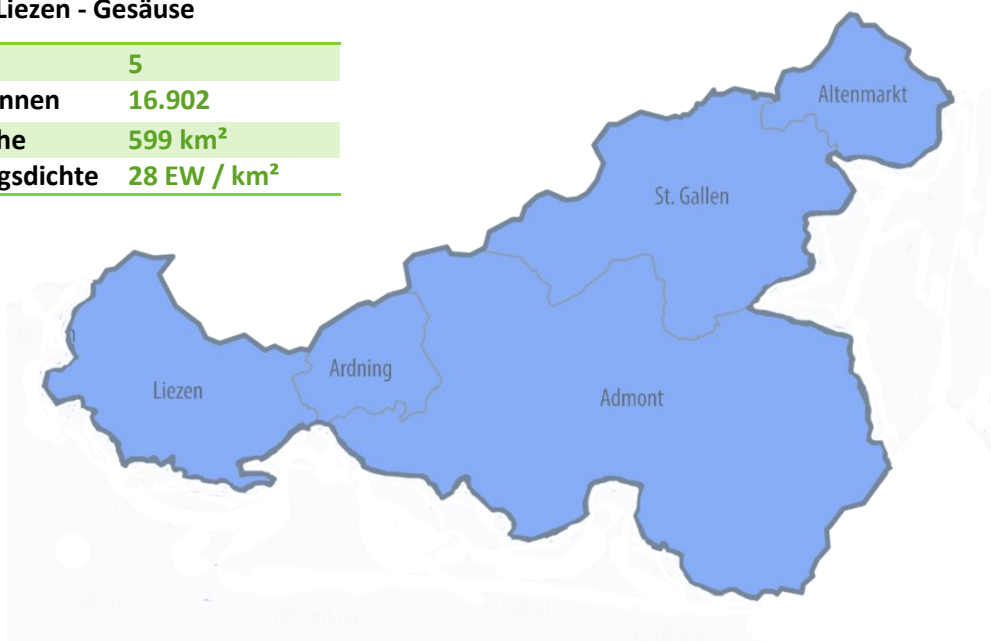 Liezen - Gesäuse
5
nnen 16.902
he 599 km²
gsdichte 28 EW / km²
Altenmarkt
St. Gallen
Ardning
Liezen
Admont